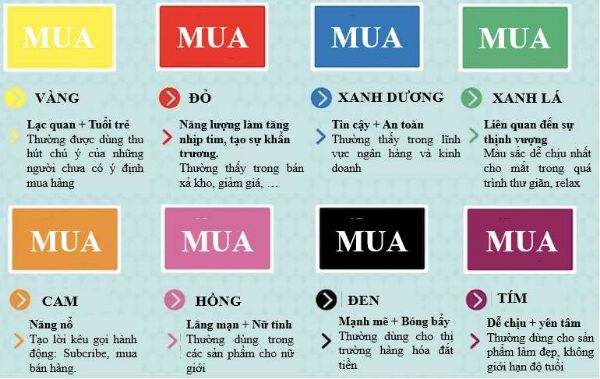 MUA
MUA
MUA
MUA
VÀNG
Lạc quan + Tuổi trẻ
Thường được dùng thu
hút chú ý của những
người chưa có ý định
mua hàng
ĐỎ
Năng lượng làm tăng
nhịp tim, tạo sự khẩn
trương.
Thường thấy trong bán
xả kho, giảm giá, …
XANH DƯƠNG
Tin cậy + An toàn
Thường thấy trong lĩnh
vực ngân hàng và kinh
doanh
XANH LÁ
Liên quan đến sự
thịnh vượng
Màu sắc dễ chịu nhất
cho mắt trong quá
trình thư giãn, relax
MUA
MUA
MUA
MUA
CAM
Năng nổ
Tạo lời kêu gọi hành
động: Subcribe, mua
bán hàng.
HỒNG
Lãng mạn + Nữ tính
Thường dùng trong
các sản phẩm cho nữ
giới
ĐEN
Mạnh mẽ + Bóng bẩy
Thường dùng cho thị
trường hàng hóa đắt
tiền
TÍM
Dễ chịu + yên tâm
Thường dùng cho sản
phẩm làm đẹp, không
giới hạn độ tuổi